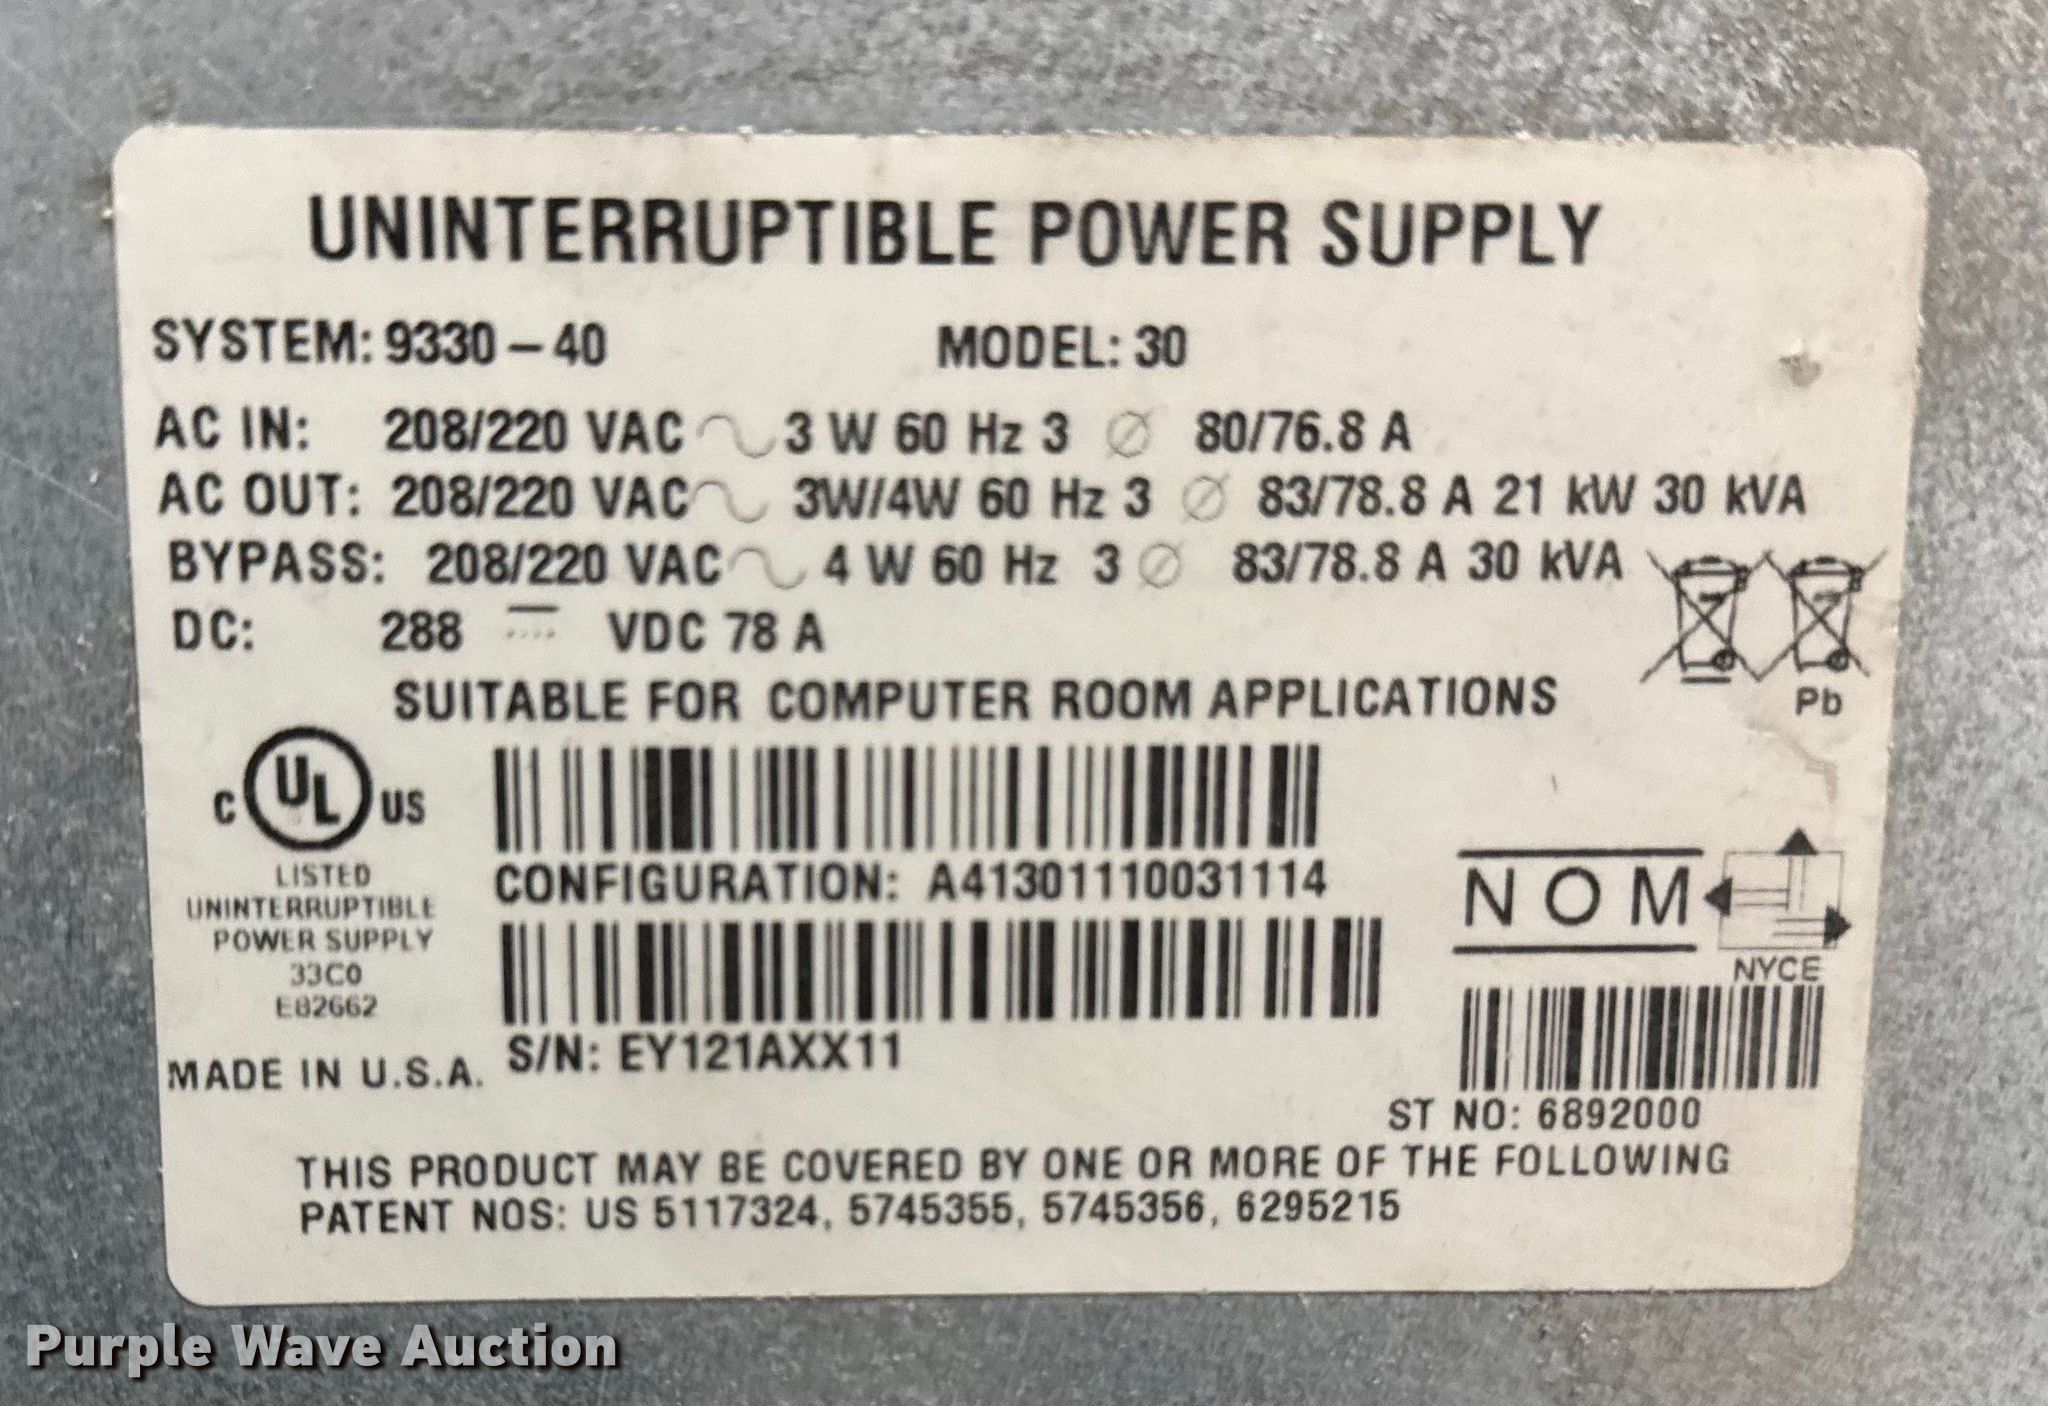 UNINTERRUPTIBLE POWER SUPPLY
SYSTEM: 9330-40 MODEL: 30
AC IN: 208/220 VAC ~ 3 W 60 Hz 3 Ø 80/76.8 A
AC OUT: 208/220 VAC ~ 3W/4W 60 Hz 3 Ø 83/78.8 A 21 kW 30 kVA
BYPASS: 208/220 VAC ~ 4 W 60 Hz 3 Ø 83/78.8 A 30 kVA
DC: 288 ⎓ VDC 78 A
Pb
SUITABLE FOR COMPUTER ROOM APPLICATIONS
C UL US
LISTED
UNINTERRUPTIBLE
POWER SUPPLY
33C0
E82662
MADE IN U.S.A.
CONFIGURATION: A41301110031114
S/N: EY121AXX11
NOM
NYCE
ST NO: 6892000
THIS PRODUCT MAY BE COVERED BY ONE OR MORE OF THE FOLLOWING
PATENT NOS: US 5117324, 5745355, 5745356, 6295215
Purple Wave Auction